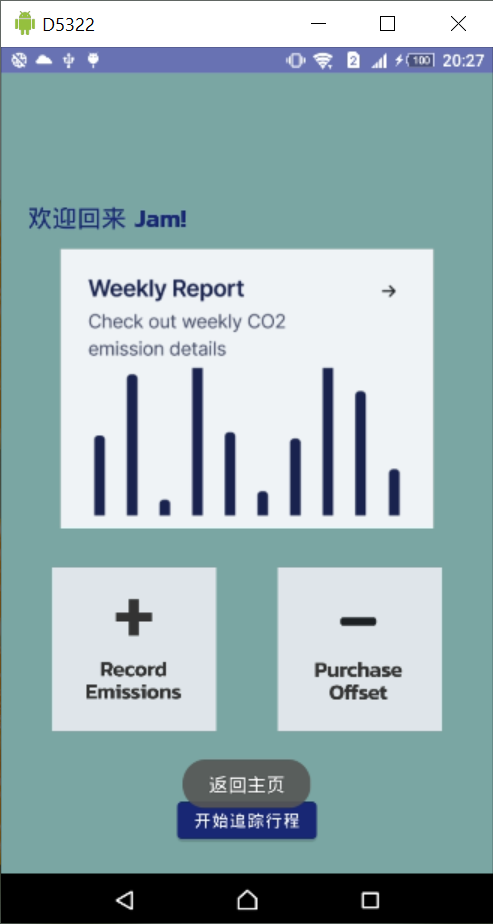 D5322
2
100
20:27
欢迎回来 Jam!
Weekly Report
Check out weekly CO2
emission details
Record
Emissions
Purchase
Offset
返回主页
开始追踪行程